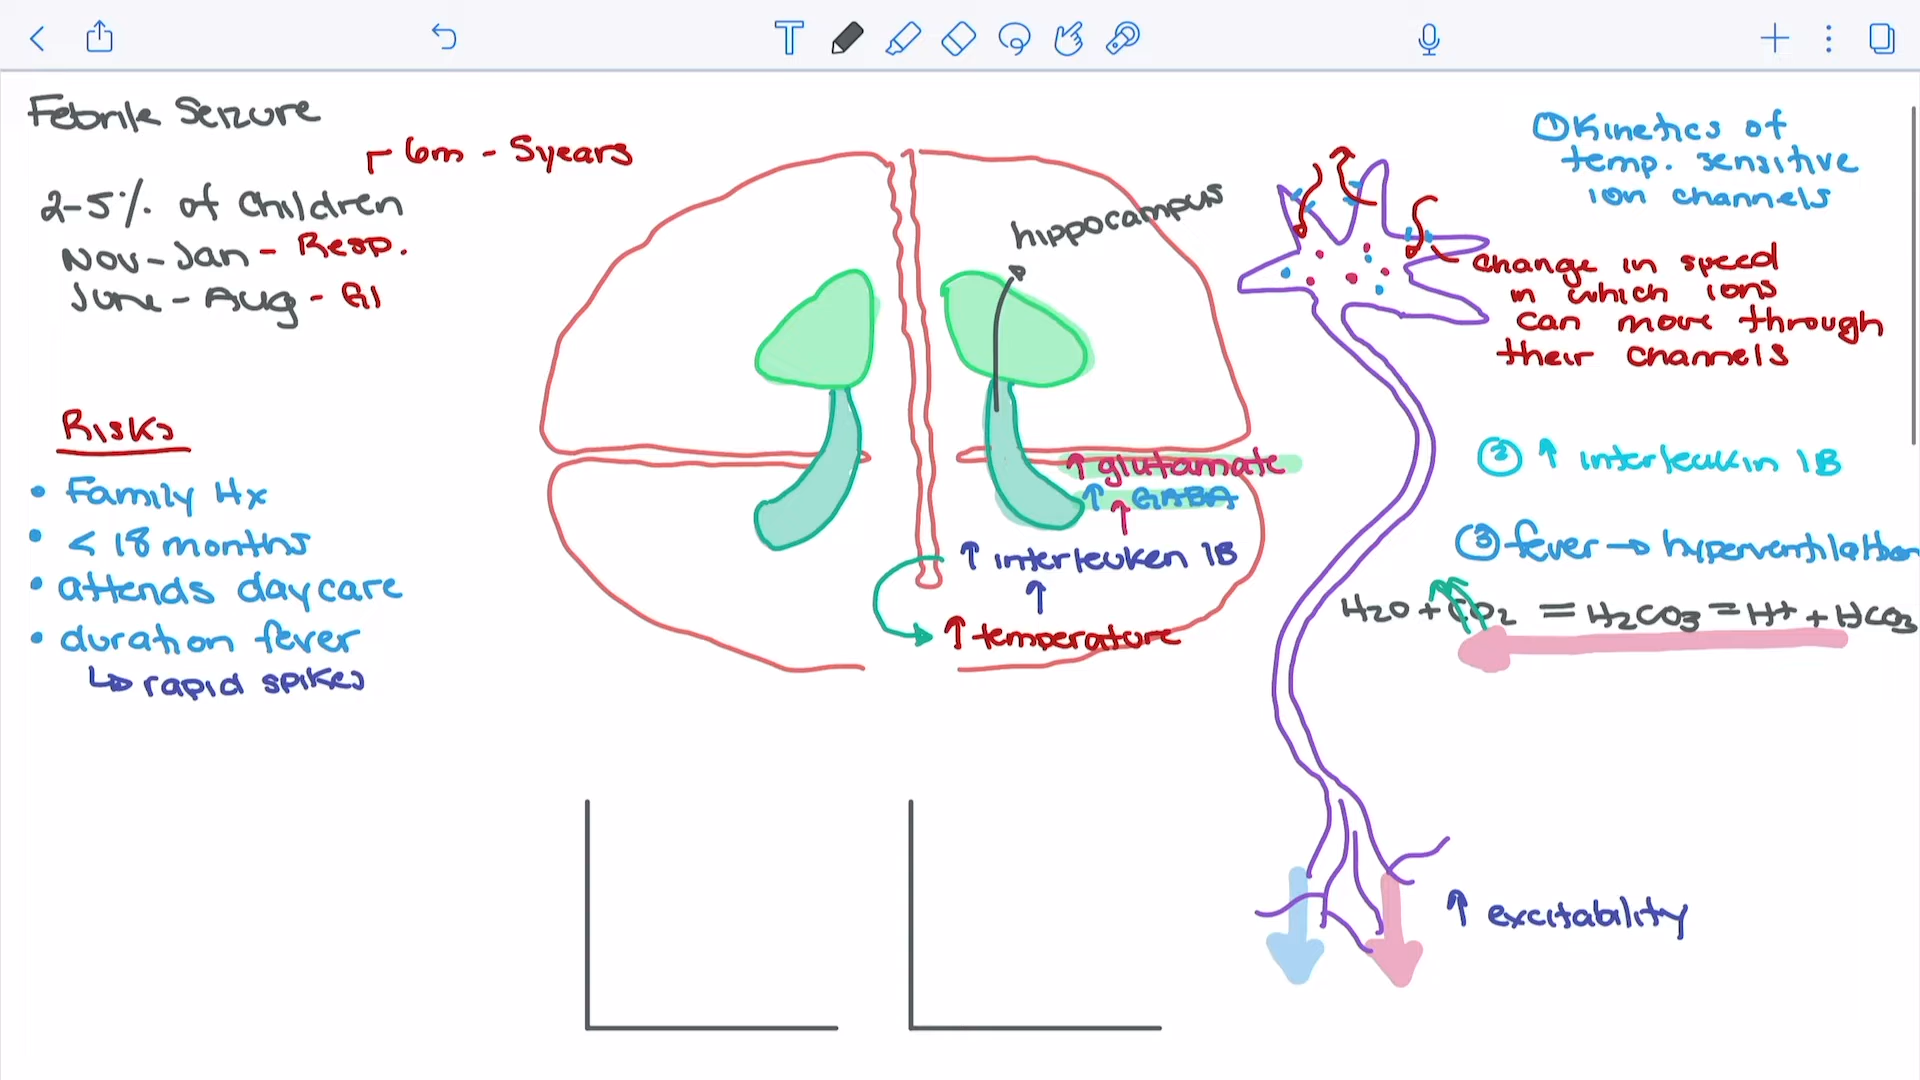 Febrile Seizure
6m - 5years
2-5% of children
Nov-Jan - Resp.
June - Aug - GI
Risks
• Family Hx
• < 18 months
• attends daycare
• duration fever
↳ rapid spikes
hippocampus
↑ glutamate
↑ GABA
↑
↑ interleuken 1B
↑
↑ temperature
① Kinetics of
temp. sensitive
ion channels
change in speed
in which ions
can move through
their channels
② ↑ interleukin 1B
③ fever → hyperventilation
H2O + CO2 = H2CO3 = H+ + HCO3
↑ excitability